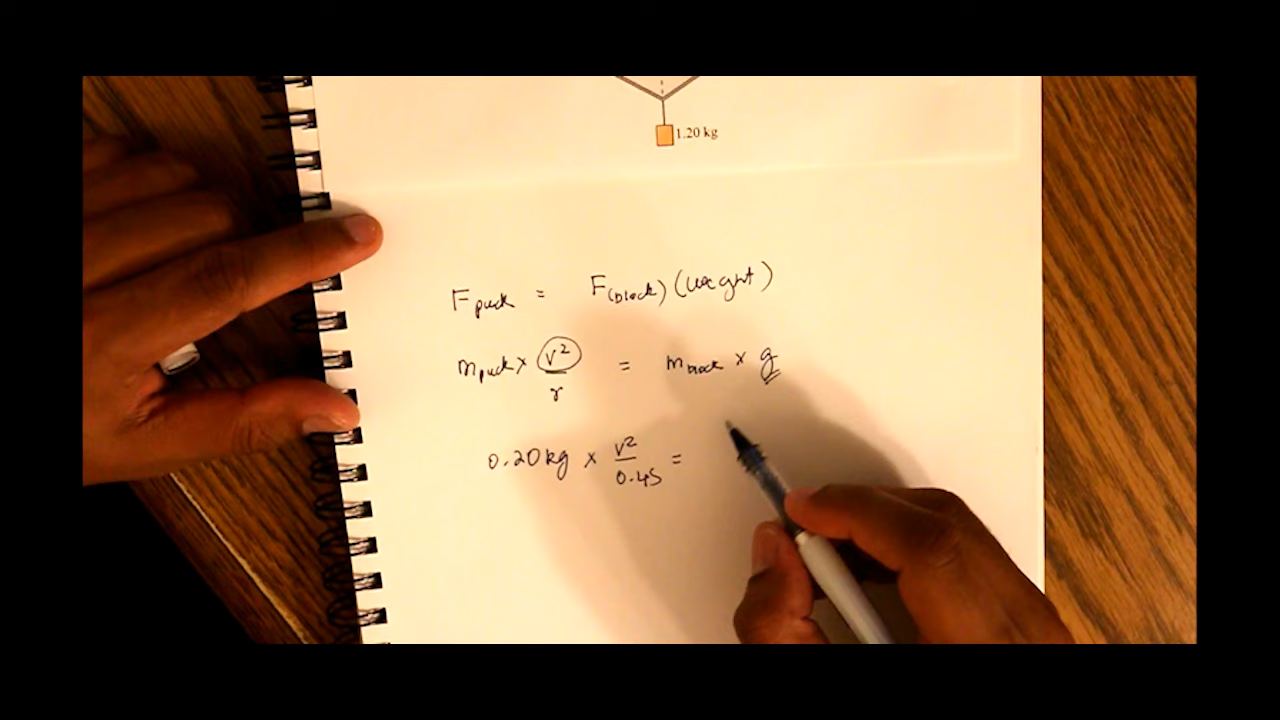 1.20 kg
F puck = F(block) (weight)
m puck × v² / r = m block × g
0.20 kg × v² / 0.45 =